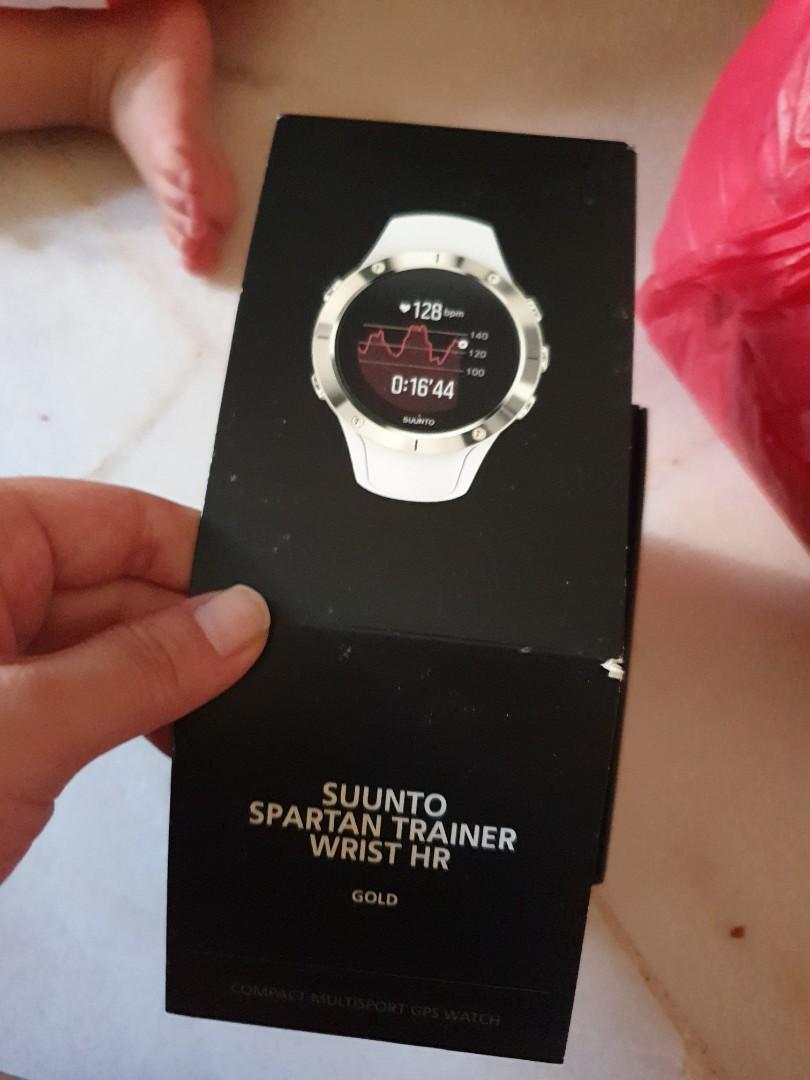 128 bpm
140
120
100
0:16'44
SUUNTO
SUUNTO
SPARTAN TRAINER
WRIST HR
GOLD
COMPACT MULTISPORT GPS WATCH